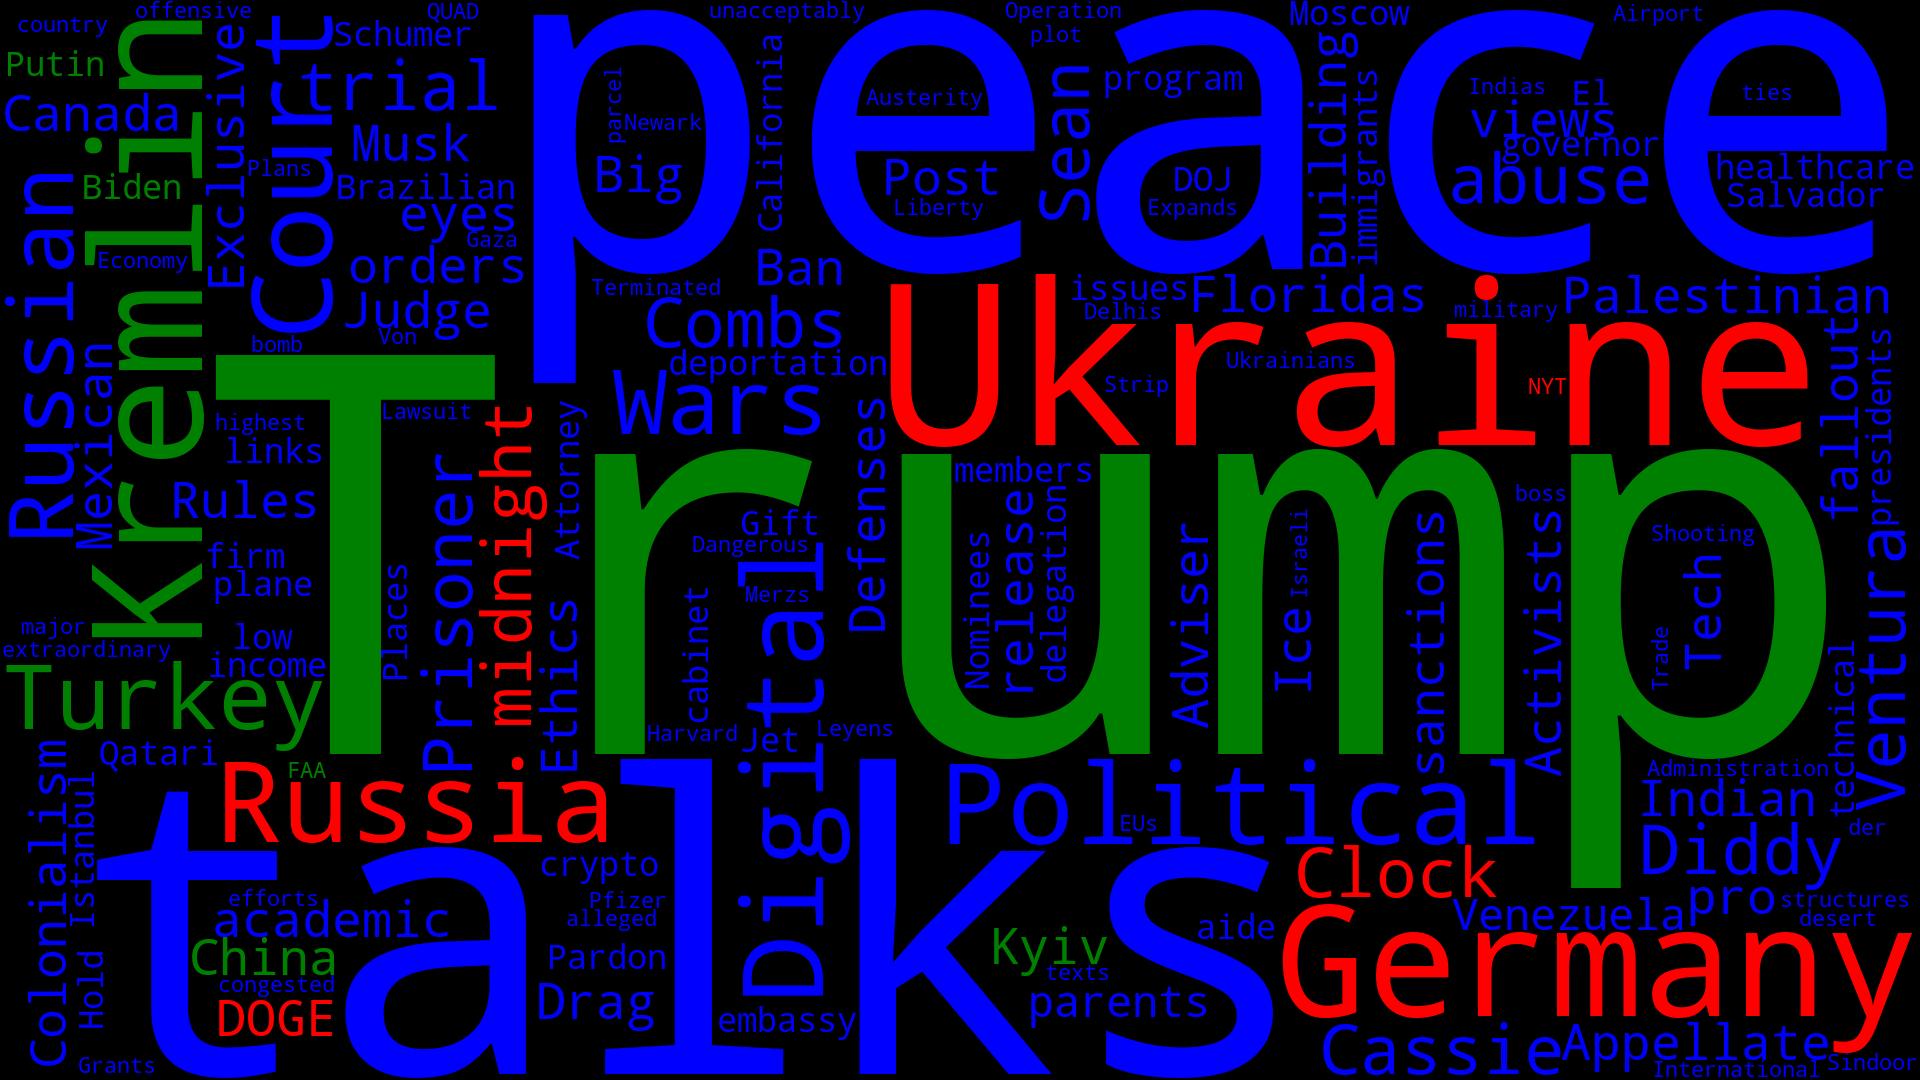 country
offensive
QUAD
unacceptably
Operation
Moscow
Airport
Putin
Kremlin
Exclusive
Court
Schumer
peace
plot
Canada
trial
parcel
Newark
California
Austerity
Sean
program
Building
immigrants
Indias
El
ties
views
governor
Musk
Big
Post
DOJ
abuse
healthcare
Biden
Plans
Brazilian
Liberty
Expands
Salvador
Russian
eyes
Gaza
Economy
orders
Ban
Terminated
issues
Floridas
military
Palestinian
Judge
Combs
Delhis
Ukraine
bomb
Von
deportation
Ukrainians
fallout
presidents
Mexican
Trump
Wars
Strip
NYT
highest
Lawsuit
midnight
Attorney
Defenses
links
Prisoner
members
Rules
Gift
Nominees
release
delegation
Adviser
Israeli
sanctions
Activists
boss
Shooting
firm
plane
Dangerous
Digital
Ice
Tech
Ventura
Places
Ethics
cabinet
Merzs
Trade
major
extraordinary
low
income
Turkey
technical
Harvard
Jet
Leyens
Qatari
Colonialism
Istanbul
Russia
FAA
talks
Political
EUs
Administration
Indian
der
Diddy
crypto
Clock
efforts
academic
Pfizer
alleged
aide
Venezuela
pro
structures
desert
China
congested
Pardon
Kyiv
texts
Germany
Hold
DOGE
Drag
embassy
parents
Cassie
Appellate
Grants
International
Sindoor